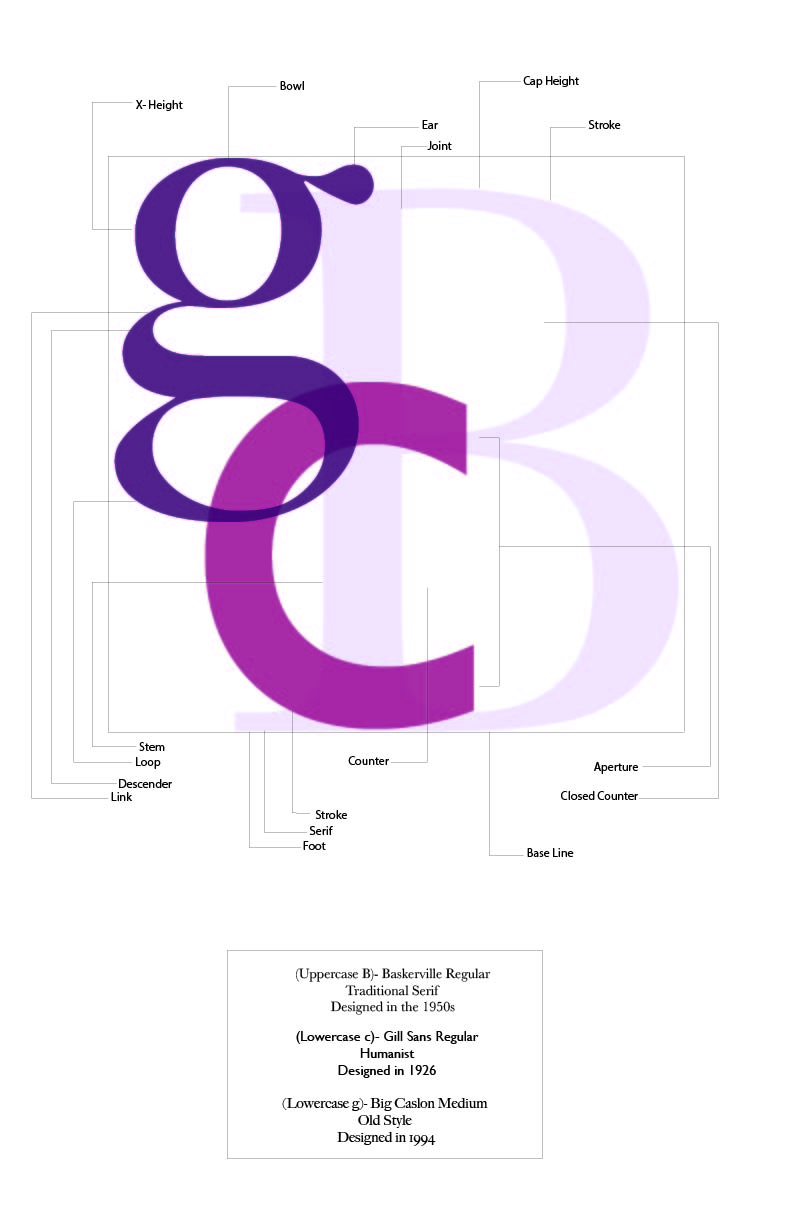 Cap Height
Bowl
X- Height
Ear
Stroke
Joint
g
B
c
Stem
Loop
Counter
Aperture
Descender
Link
Closed Counter
Stroke
Serif
Foot
Base Line
(Uppercase B)- Baskerville Regular
Traditional Serif
Designed in the 1950s
(Lowercase c)- Gill Sans Regular
Humanist
Designed in 1926
(Lowercase g)- Big Caslon Medium
Old Style
Designed in 1994